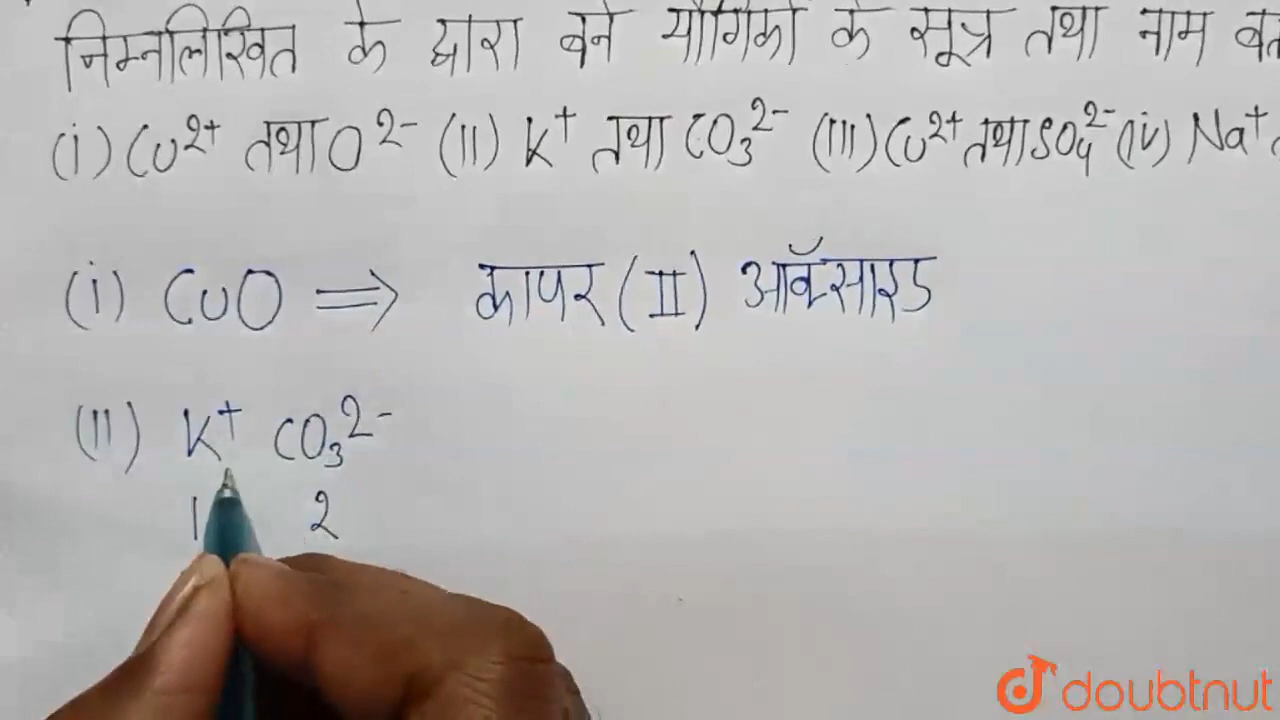 निम्नलिखित के द्वारा बने यौगिकों के सूत्र तथा नाम
(i) Cu²⁺ तथा O²⁻ (II) K⁺ तथा CO₃²⁻ (III) Cu²⁺ तथा SO₄²⁻ (iv) Na⁺
(i) CuO ⇒ कापर (II) ऑक्साइड
(II) K⁺ CO₃²⁻
1 2
doubtnut